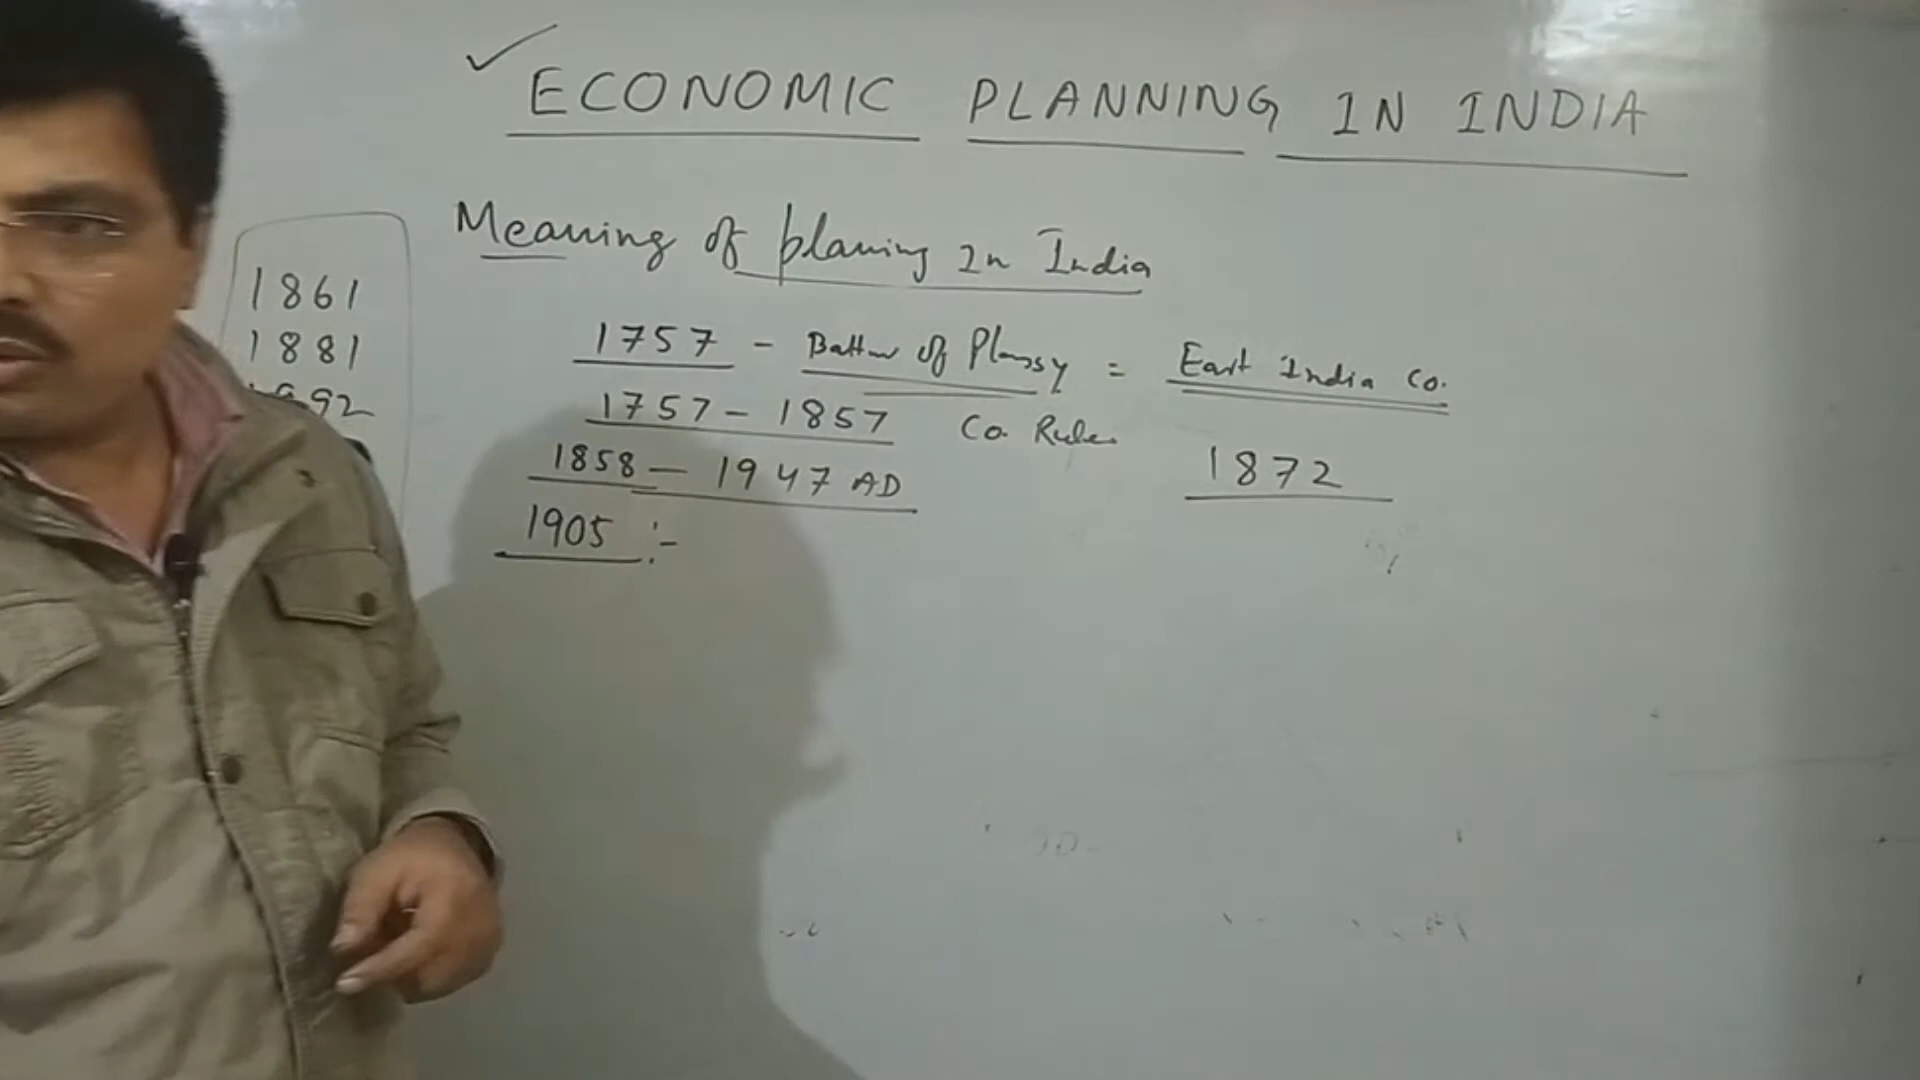 ✓ ECONOMIC PLANNING IN INDIA
Meaning of planing In India
1861
1881
92
1757 - Battle of Plassy = East India Co.
1757 - 1857 Co. Rule
1858 - 1947 AD
1872
1905 :-